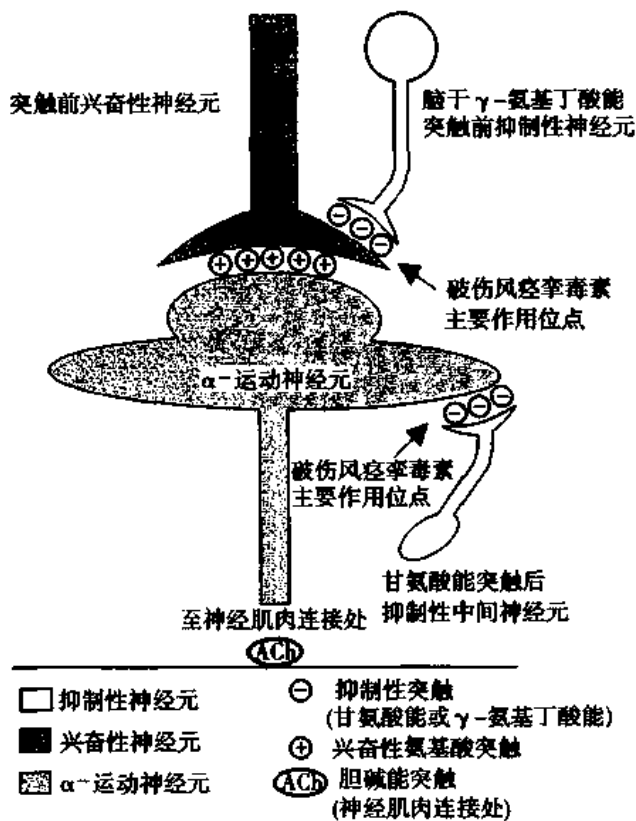 突触前兴奋性神经元
脑干γ-氨基丁酸能
突触前抑制性神经元
破伤风痉挛毒素
主要作用位点
α-运动神经元
破伤风痉挛毒素
主要作用位点
甘氨酸能突触后
抑制性中间神经元
至神经肌肉连接处
ACh
抑制性神经元
兴奋性神经元
α-运动神经元
抑制性突触
(甘氨酸能或γ-氨基丁酸能)
兴奋性氨基酸突触
ACh 胆碱能突触
(神经肌肉连接处)